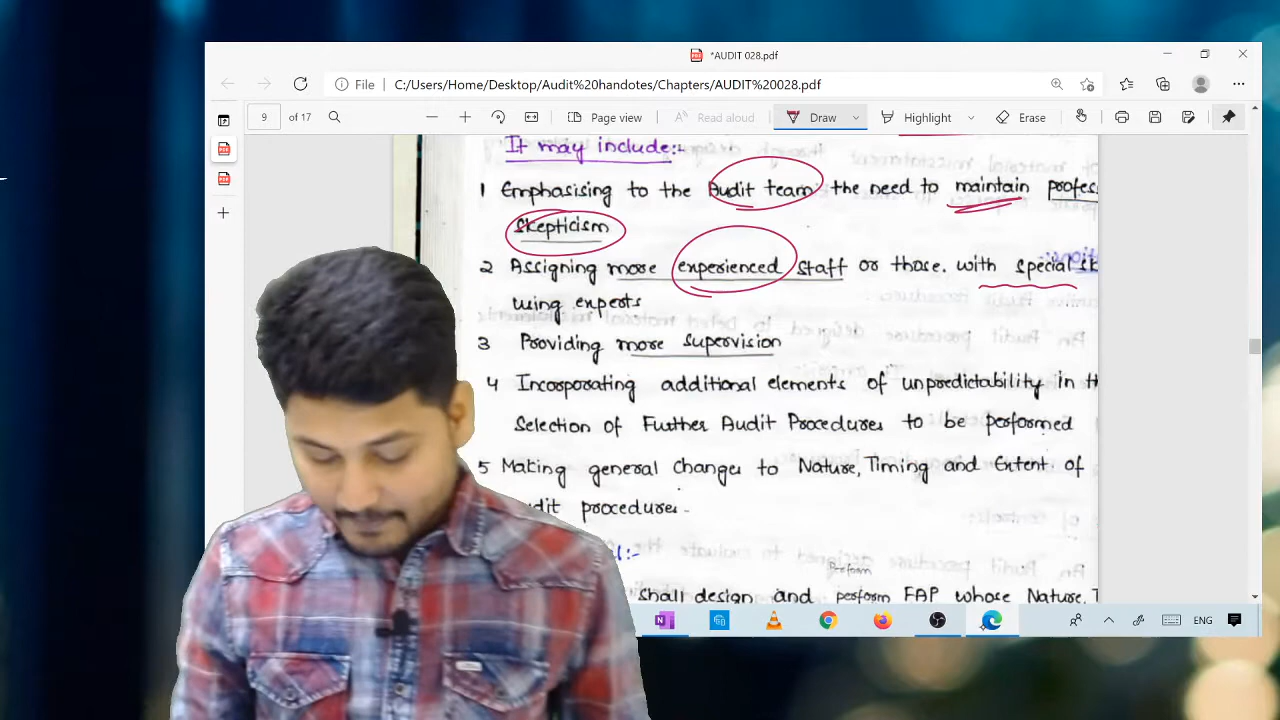 *AUDIT 028.pdf
File C:/Users/Home/Desktop/Audit%20handotes/Chapters/AUDIT%20028.pdf
9 of 17 Page view Read aloud Draw Highlight Erase
It may include:-
1 Emphasising to the Audit team the need to maintain profes
Skepticism
2 Assigning more experienced staff or those. with special sk
using experts
3 Providing more supervision
4 Incorporating additional elements of unpredictability in th
Selection of Further Audit Procedures to be performed
5 Making general changes to Nature, Timing and Extent of
dit procedures.
l:-
Perform
shall design and perform FAP whose Nature, T
ENG